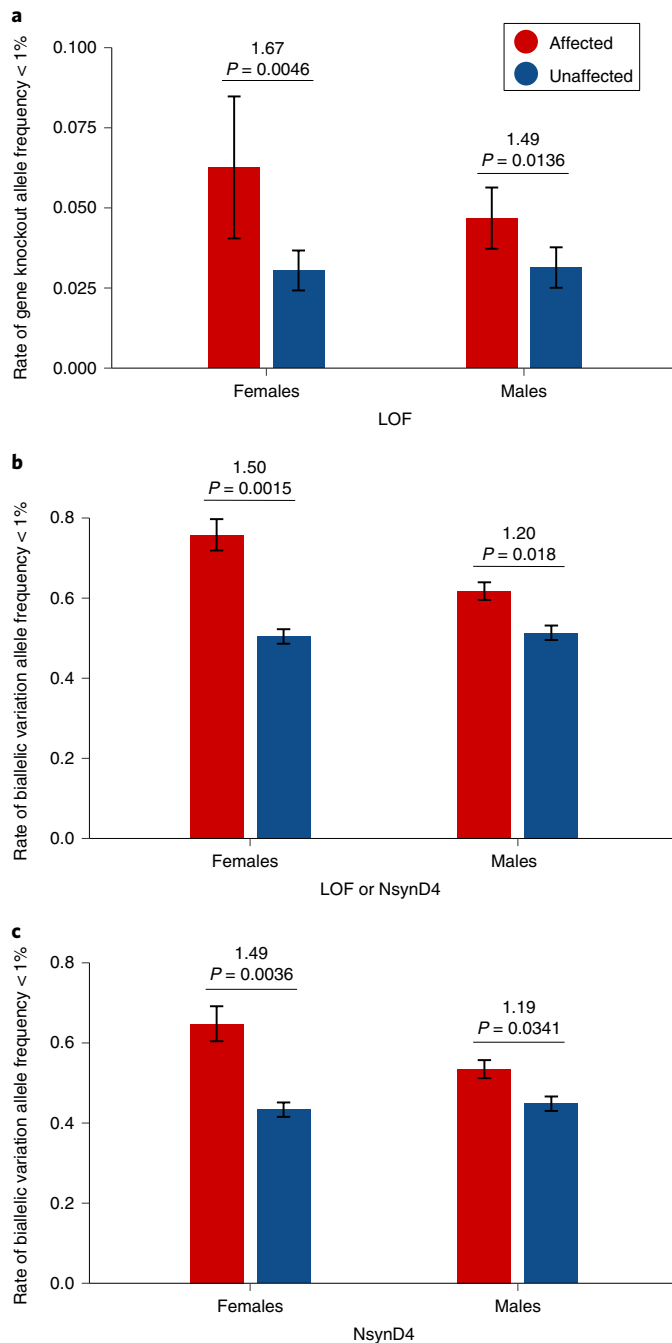 a
Rate of gene knockout allele frequency < 1%
0.100
0.075
0.050
0.025
0.000
1.67
P = 0.0046
1.49
P = 0.0136
Affected
Unaffected
Females
Males
LOF
b
Rate of biallelic variation allele frequency < 1%
0.8
0.6
0.4
0.2
0.0
1.50
P = 0.0015
1.20
P = 0.018
Females
Males
LOF or NsynD4
c
Rate of biallelic variation allele frequency < 1%
0.8
0.6
0.4
0.2
0.0
1.49
P = 0.0036
1.19
P = 0.0341
Females
Males
NsynD4